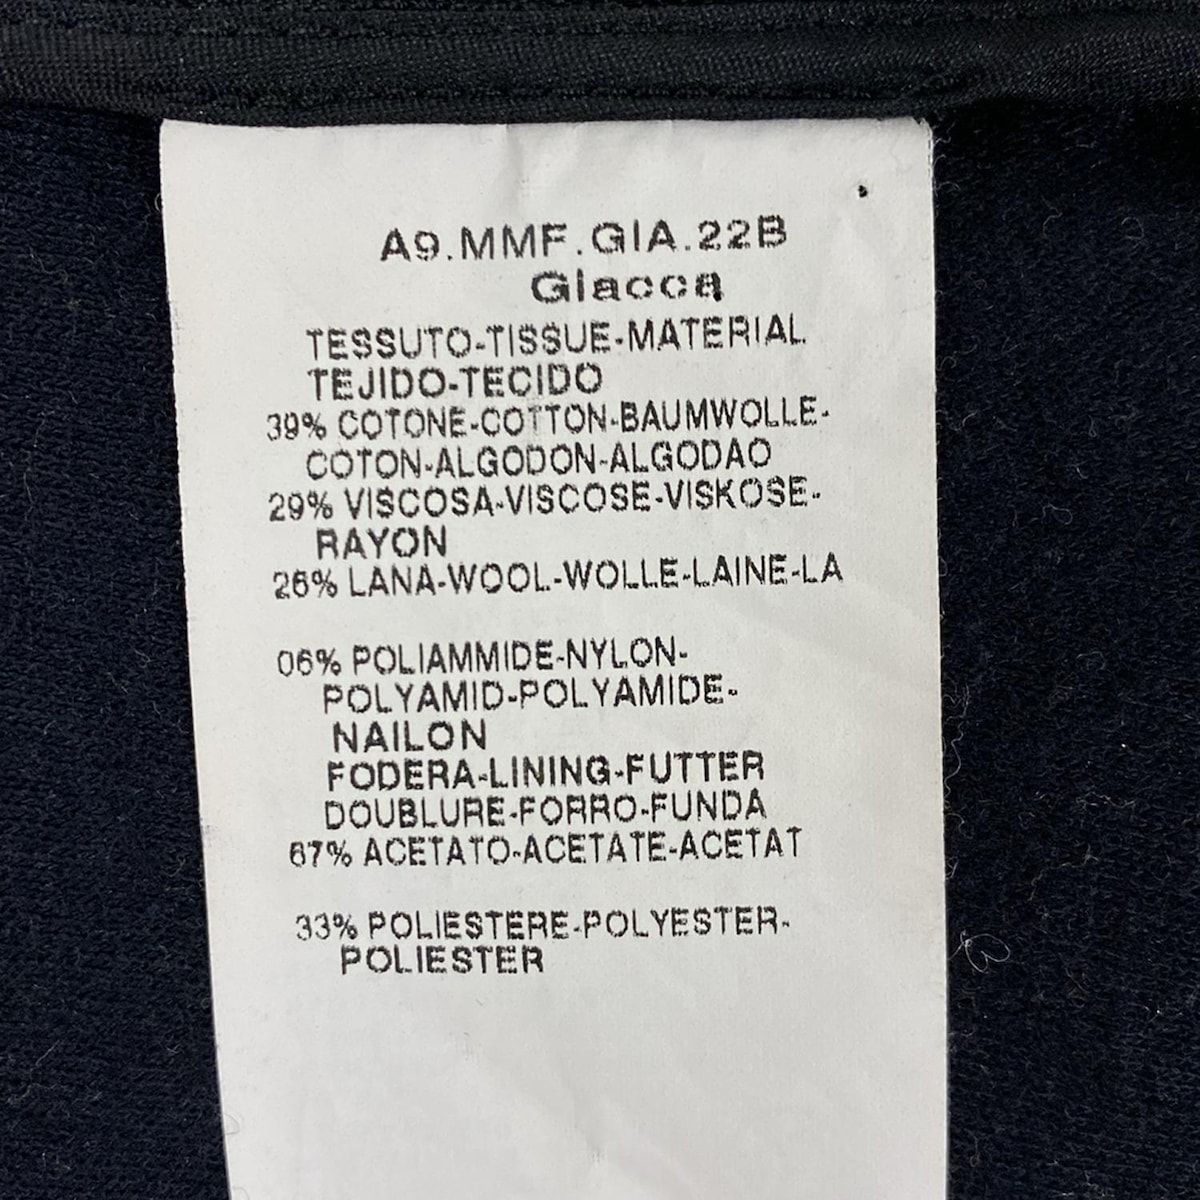 A9.MMF.GIA.22B
Giacca
TESSUTO-TISSUE-MATERIAL
TEJIDO-TECIDO
39% COTONE-COTTON-BAUMWOLLE-
COTON-ALGODON-ALGODAO
29% VISCOSA-VISCOSE-VISKOSE-
RAYON
26% LANA-WOOL-WOLLE-LAINE-LA
06% POLIAMMIDE-NYLON-
POLYAMID-POLYAMIDE-
NAILON
FODERA-LINING-FUTTER
DOUBLURE-FORRO-FUNDA
67% ACETATO-ACETATE-ACETAT
33% POLIESTERE-POLYESTER-
POLIESTER